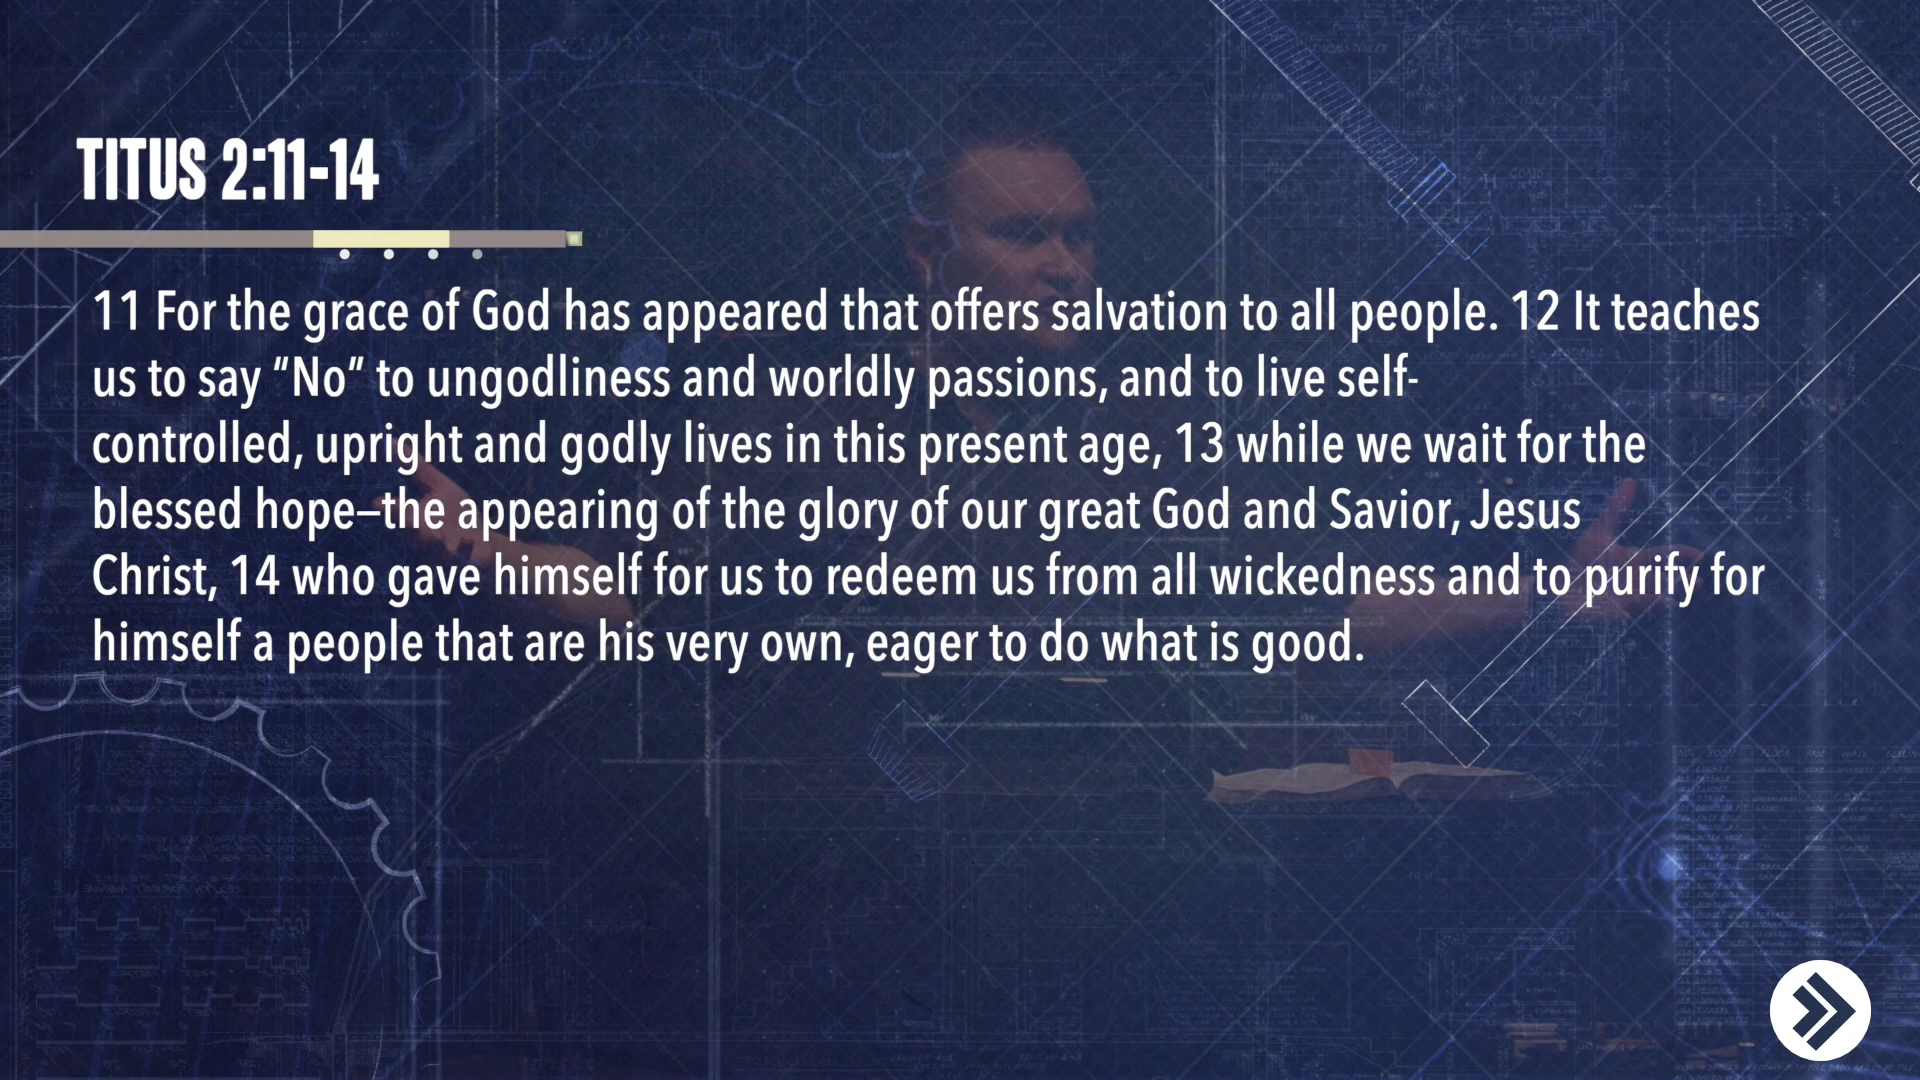 TITUS 2:11-14
11 For the grace of God has appeared that offers salvation to all people. 12 It teaches
us to say “No” to ungodliness and worldly passions, and to live self-
controlled, upright and godly lives in this present age, 13 while we wait for the
blessed hope—the appearing of the glory of our great God and Savior, Jesus
Christ, 14 who gave himself for us to redeem us from all wickedness and to purify for
himself a people that are his very own, eager to do what is good.